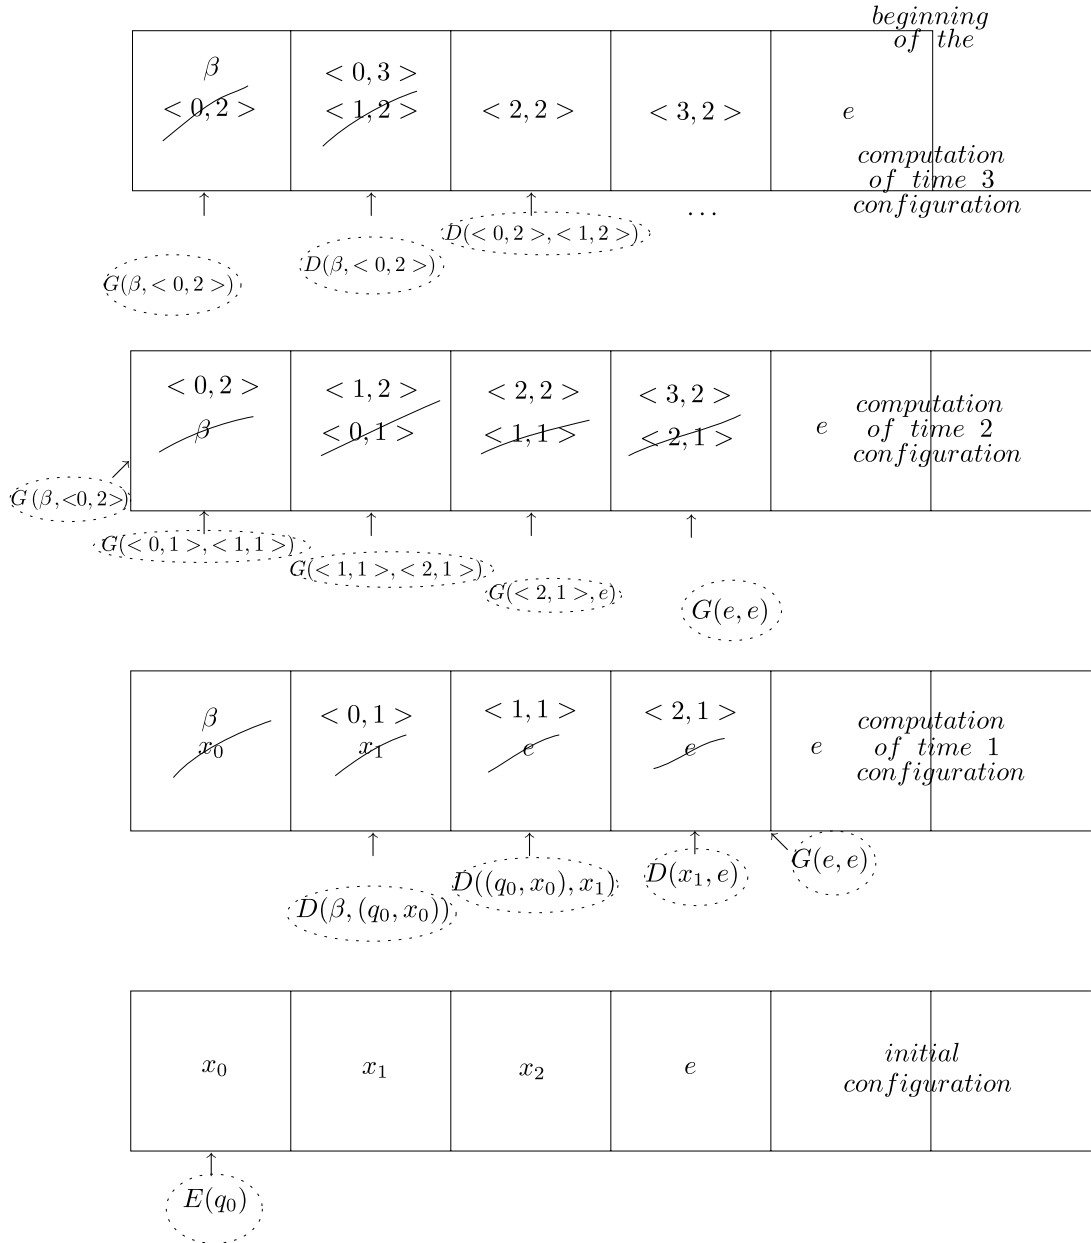 beginning
of the
β < 0, 3 >
< 0, 2 > < 1, 2 > < 2, 2 > < 3, 2 > e
computation
of time 3
configuration
. . .
D(< 0, 2 >, < 1, 2 >)
D(β, < 0, 2 >)
G(β, < 0, 2 >)
< 0, 2 > < 1, 2 > < 2, 2 > < 3, 2 >
β < 0, 1 > < 1, 1 > < 2, 1 > e
computation
of time 2
configuration
G(β, <0, 2>)
G(< 0, 1 >, < 1, 1 >)
G(< 1, 1 >, < 2, 1 >)
G(< 2, 1 >, e)
G(e, e)
β < 0, 1 > < 1, 1 > < 2, 1 >
x₀ x₁ e e e
computation
of time 1
configuration
G(e, e)
D(x₁, e)
D((q₀, x₀), x₁)
D(β, (q₀, x₀))
x₀ x₁ x₂ e
initial
configuration
E(q₀)